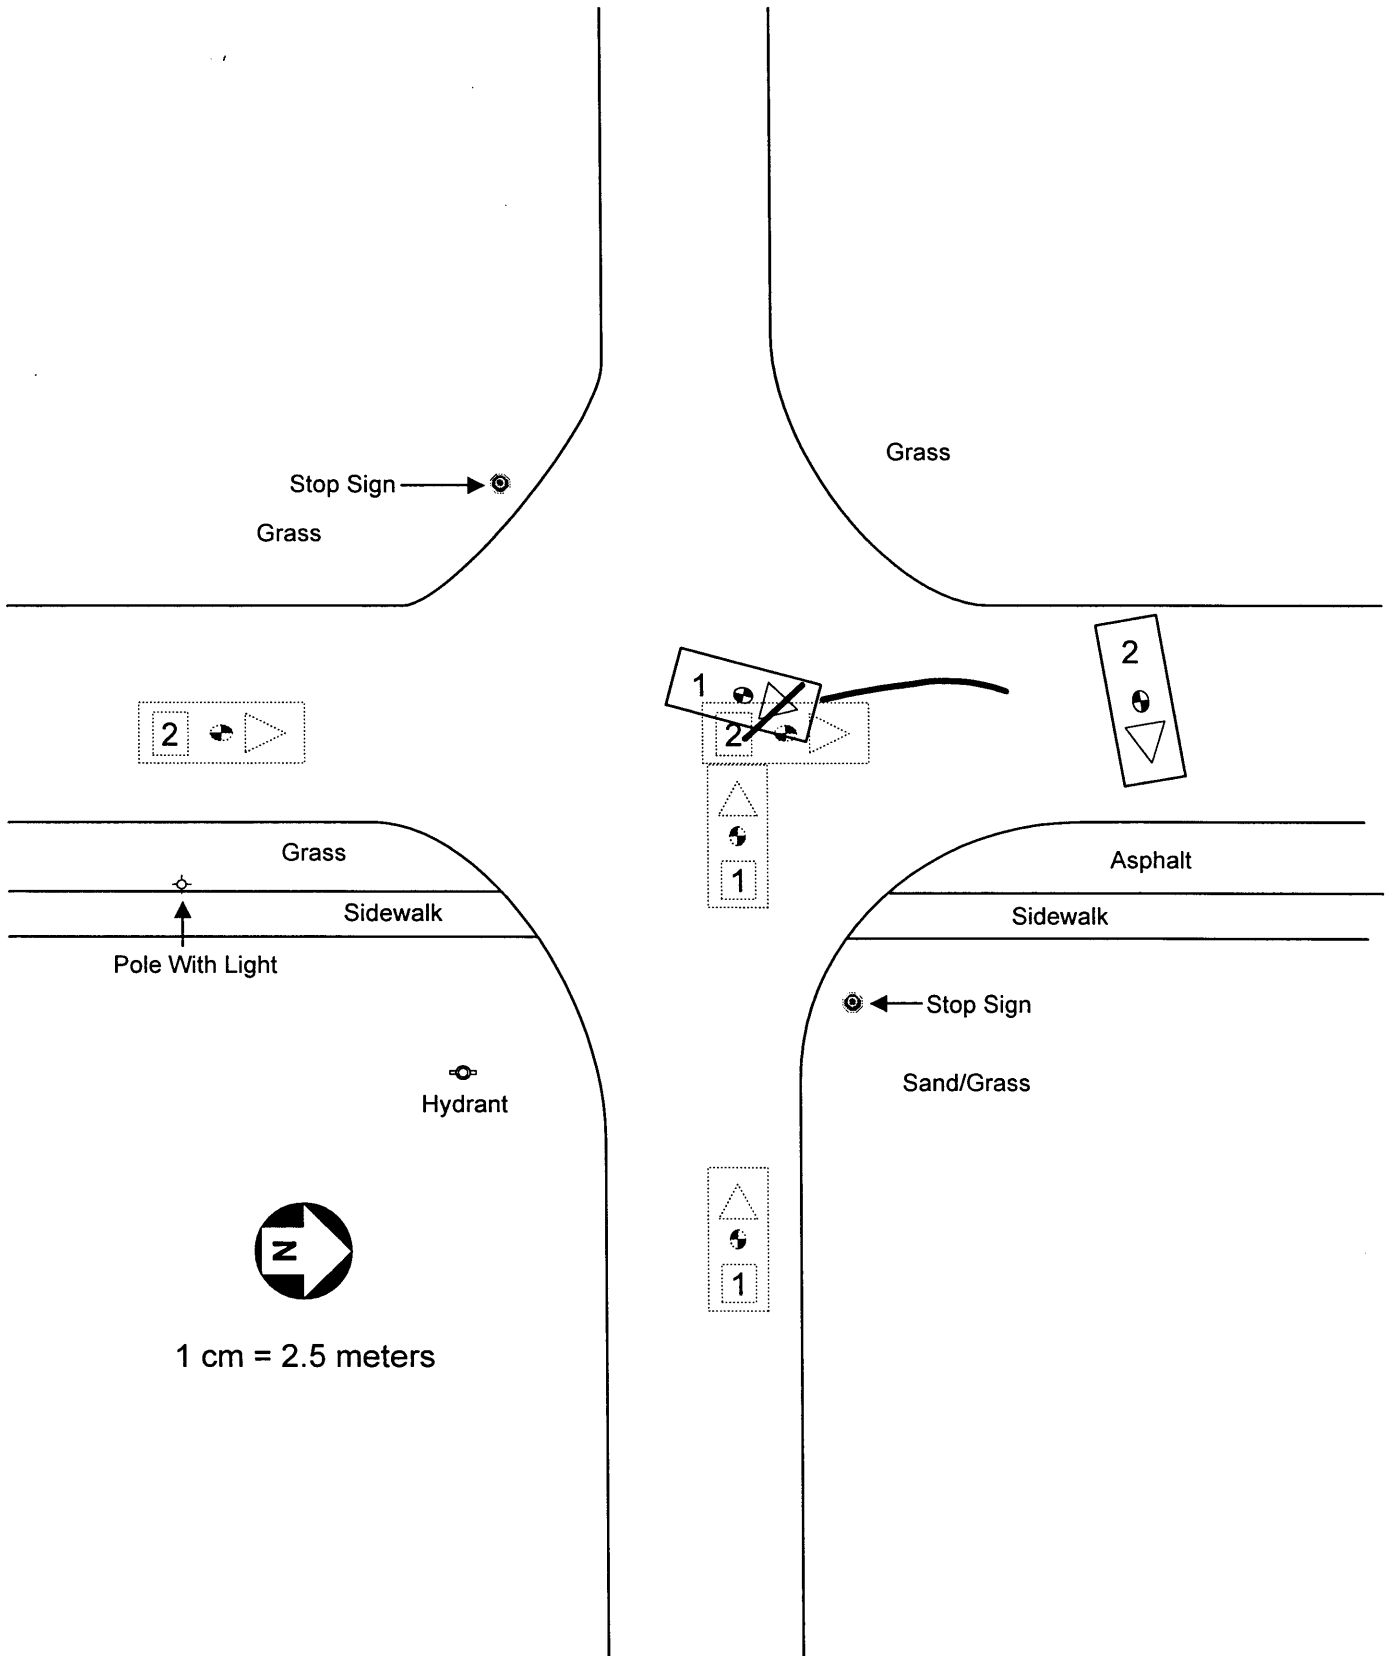 Grass
Stop Sign
Grass
2
1
2
2
1
Grass
Asphalt
Sidewalk
Sidewalk
Pole With Light
Stop Sign
Hydrant
Sand/Grass
N
1
1 cm = 2.5 meters